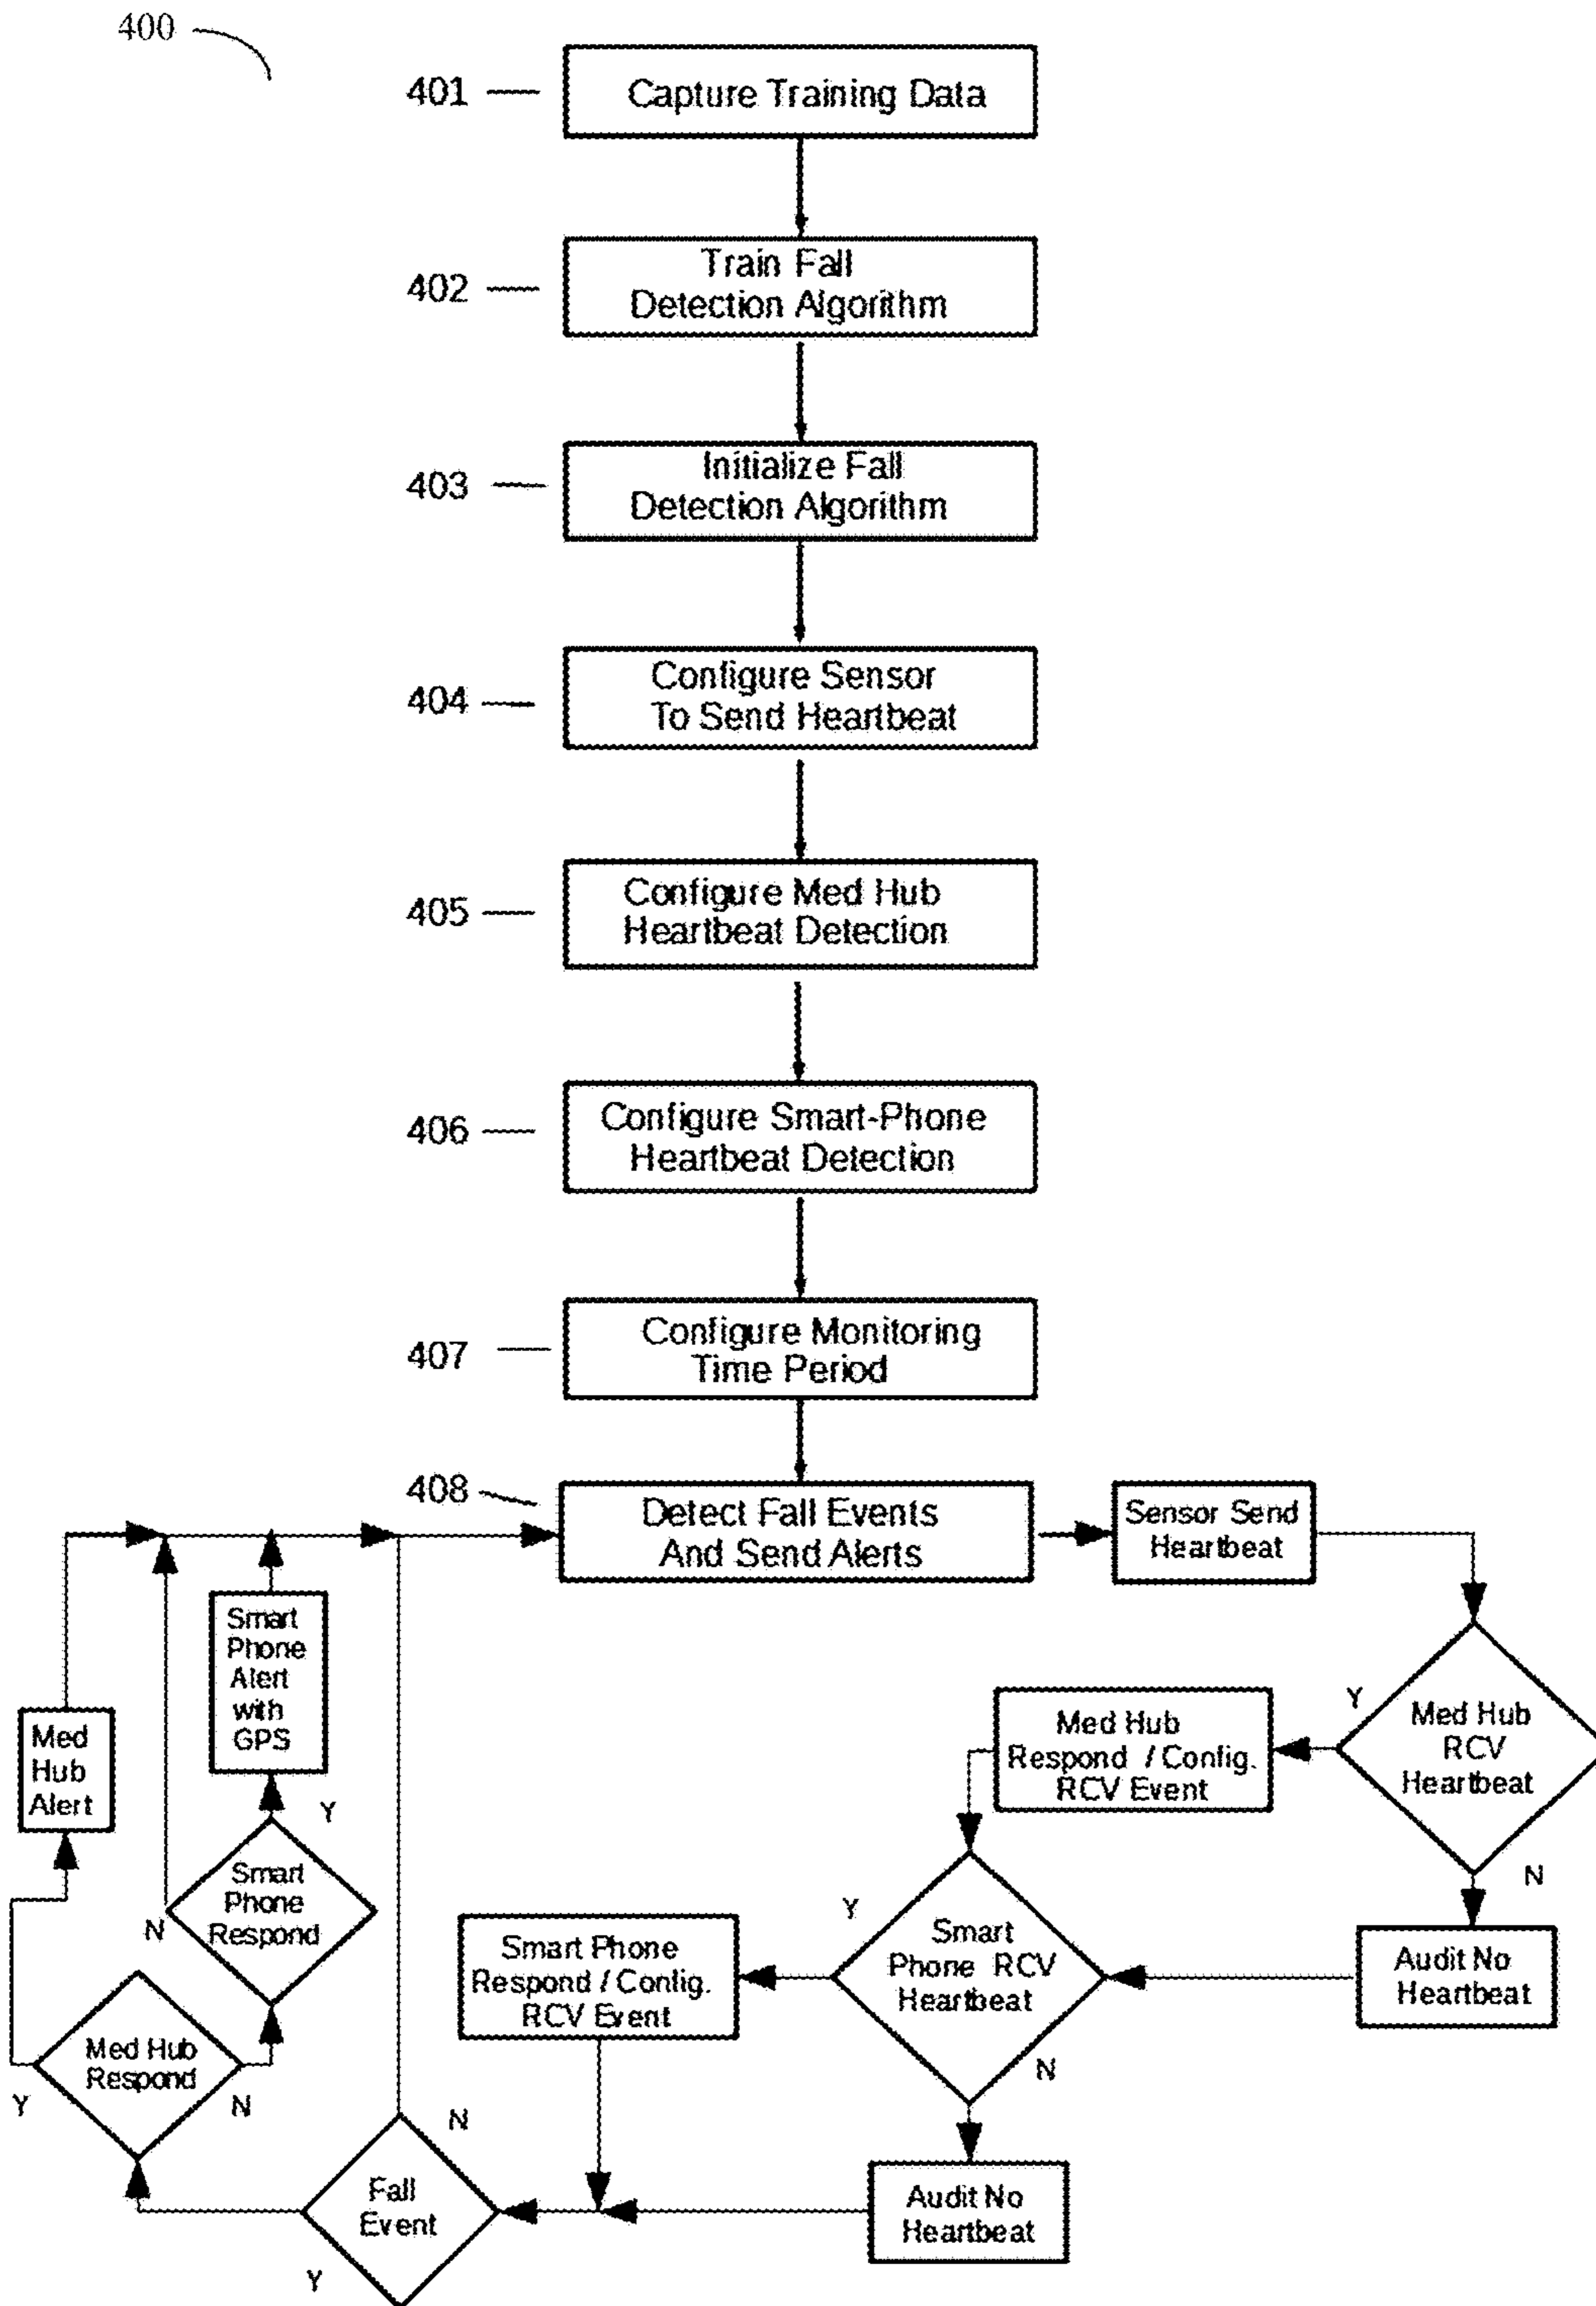 400
401
Capture Training Data
402
Train Fall
Detection Algorithm
403
Initialize Fall
Detection Algorithm
404
Configure Sensor
To Send Heartbeat
405
Configure Med Hub
Heartbeat Detection
406
Configure Smart-Phone
Heartbeat Detection
407
Configure Monitoring
Time Period
408
Detect Fall Events
And Send Alerts
Sensor Send
Heartbeat
Med Hub
RCV
Heartbeat
Y
N
Med Hub
Respond / Config.
RCV Event
Audit No
Heartbeat
Smart
Phone RCV
Heartbeat
Y
N
Smart Phone
Respond / Config.
RCV Event
Audit No
Heartbeat
Fall
Event
N
Y
Med Hub
Respond
Y
N
Smart
Phone
Respond
Y
N
Smart
Phone
Alert
with
GPS
Med
Hub
Alert